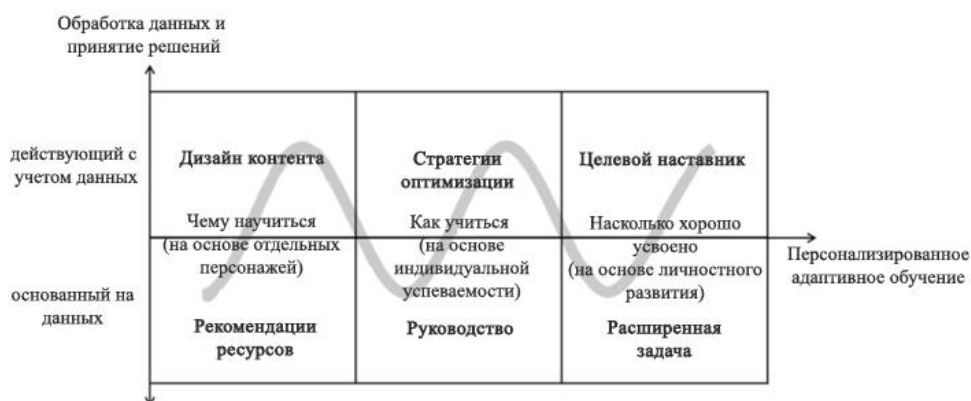 Обработка данных и
принятие решений
действующий с
учетом данных
Дизайн контента
Стратегии
оптимизации
Целевой наставник
Чему научиться
(на основе отдельных
персонажей)
Как учиться
(на основе
индивидуальной
успеваемости)
Насколько хорошо
усвоено
(на основе личностного
развития)
Персонализированное
адаптивное обучение
основанный на
данных
Рекомендации
ресурсов
Руководство
Расширенная
задача